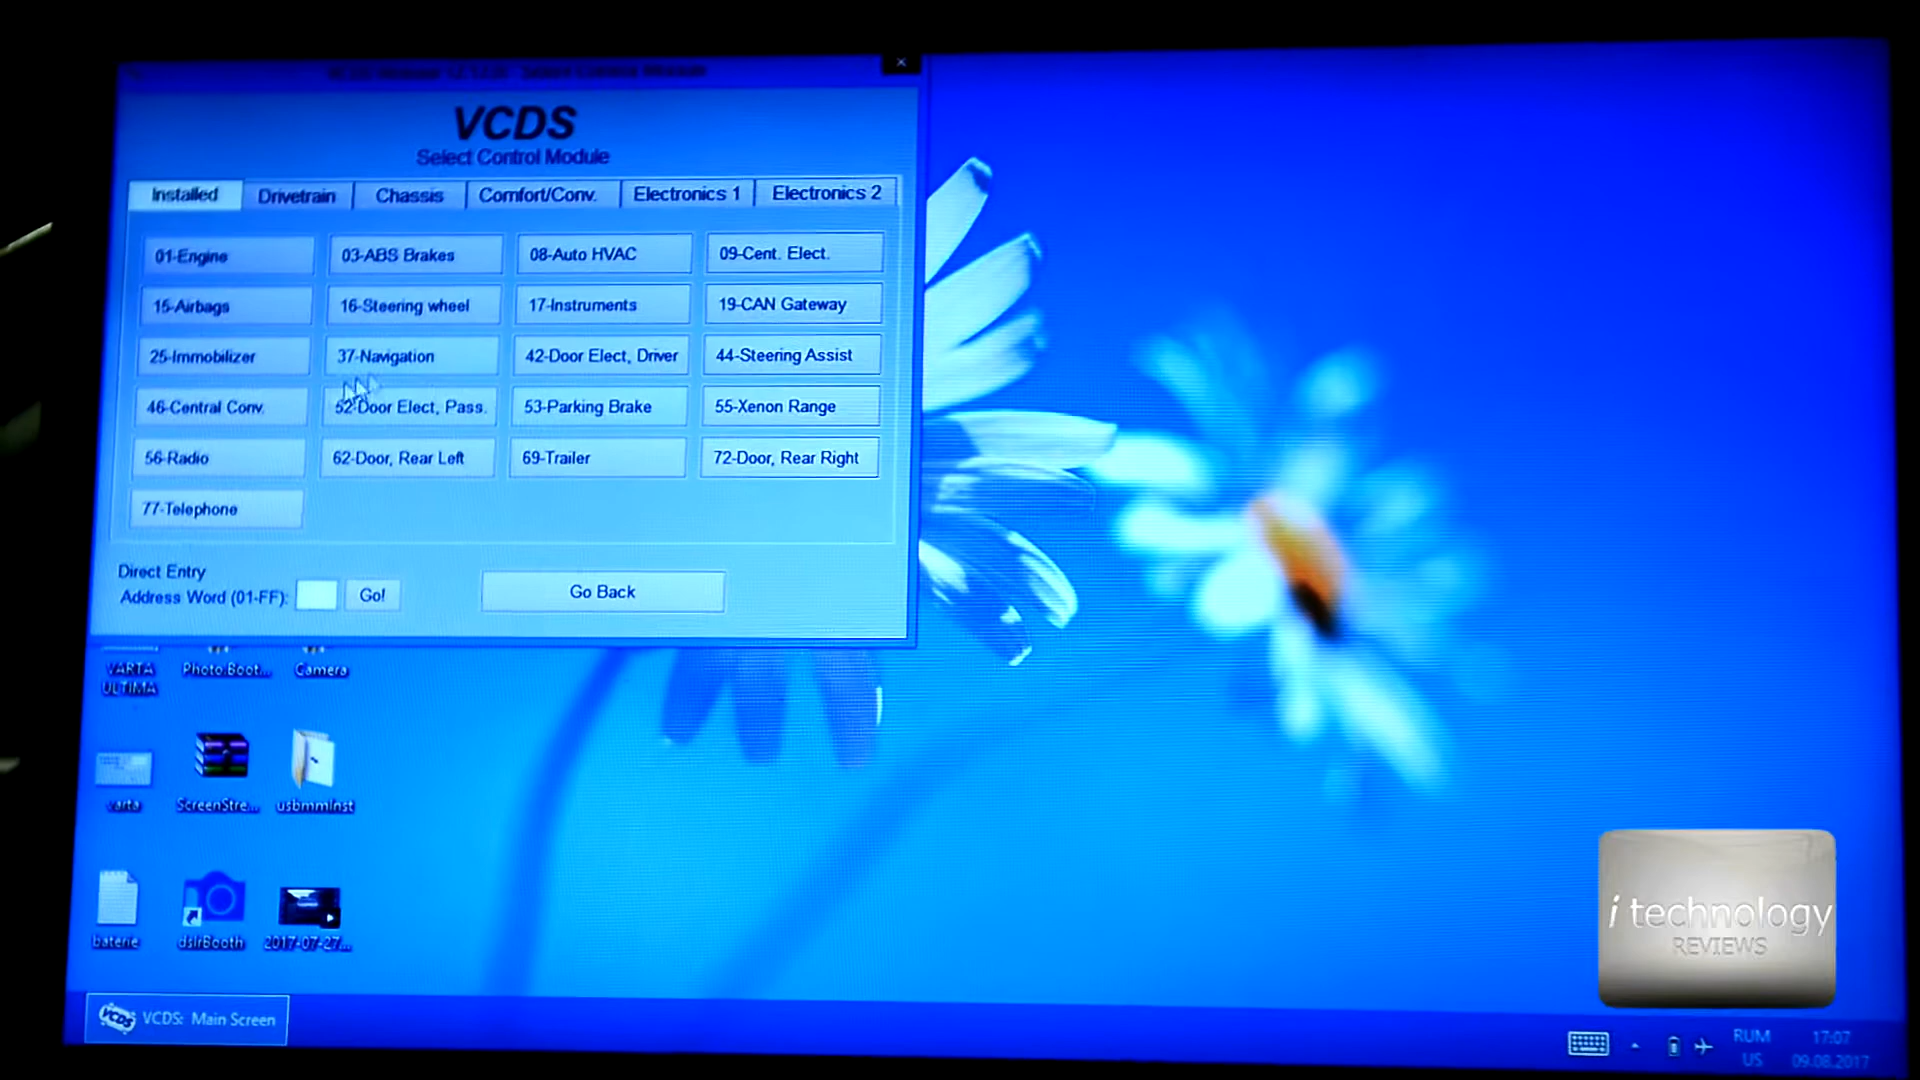 VCDS
Select Control Module
Installed Drivetrain Chassis Comfort/Conv. Electronics 1 Electronics 2
01-Engine 03-ABS Brakes 08-Auto HVAC 09-Cent. Elect.
15-Airbags 16-Steering wheel 17-Instruments 19-CAN Gateway
25-Immobilizer 37-Navigation 42-Door Elect, Driver 44-Steering Assist
46-Central Conv. 52-Door Elect, Pass. 53-Parking Brake 55-Xenon Range
56-Radio 62-Door, Rear Left 69-Trailer 72-Door, Rear Right
77-Telephone
Direct Entry
Address Word (01-FF): Go! Go Back
VARTA ULTIMA
Photo Boot...
Camera
varta
ScreenStre...
usbmminst
baterie
dslrBooth
2017-07-27...
i technology
REVIEWS
VCDS VCDS: Main Screen
RUM
US
17:07
09.08.2017